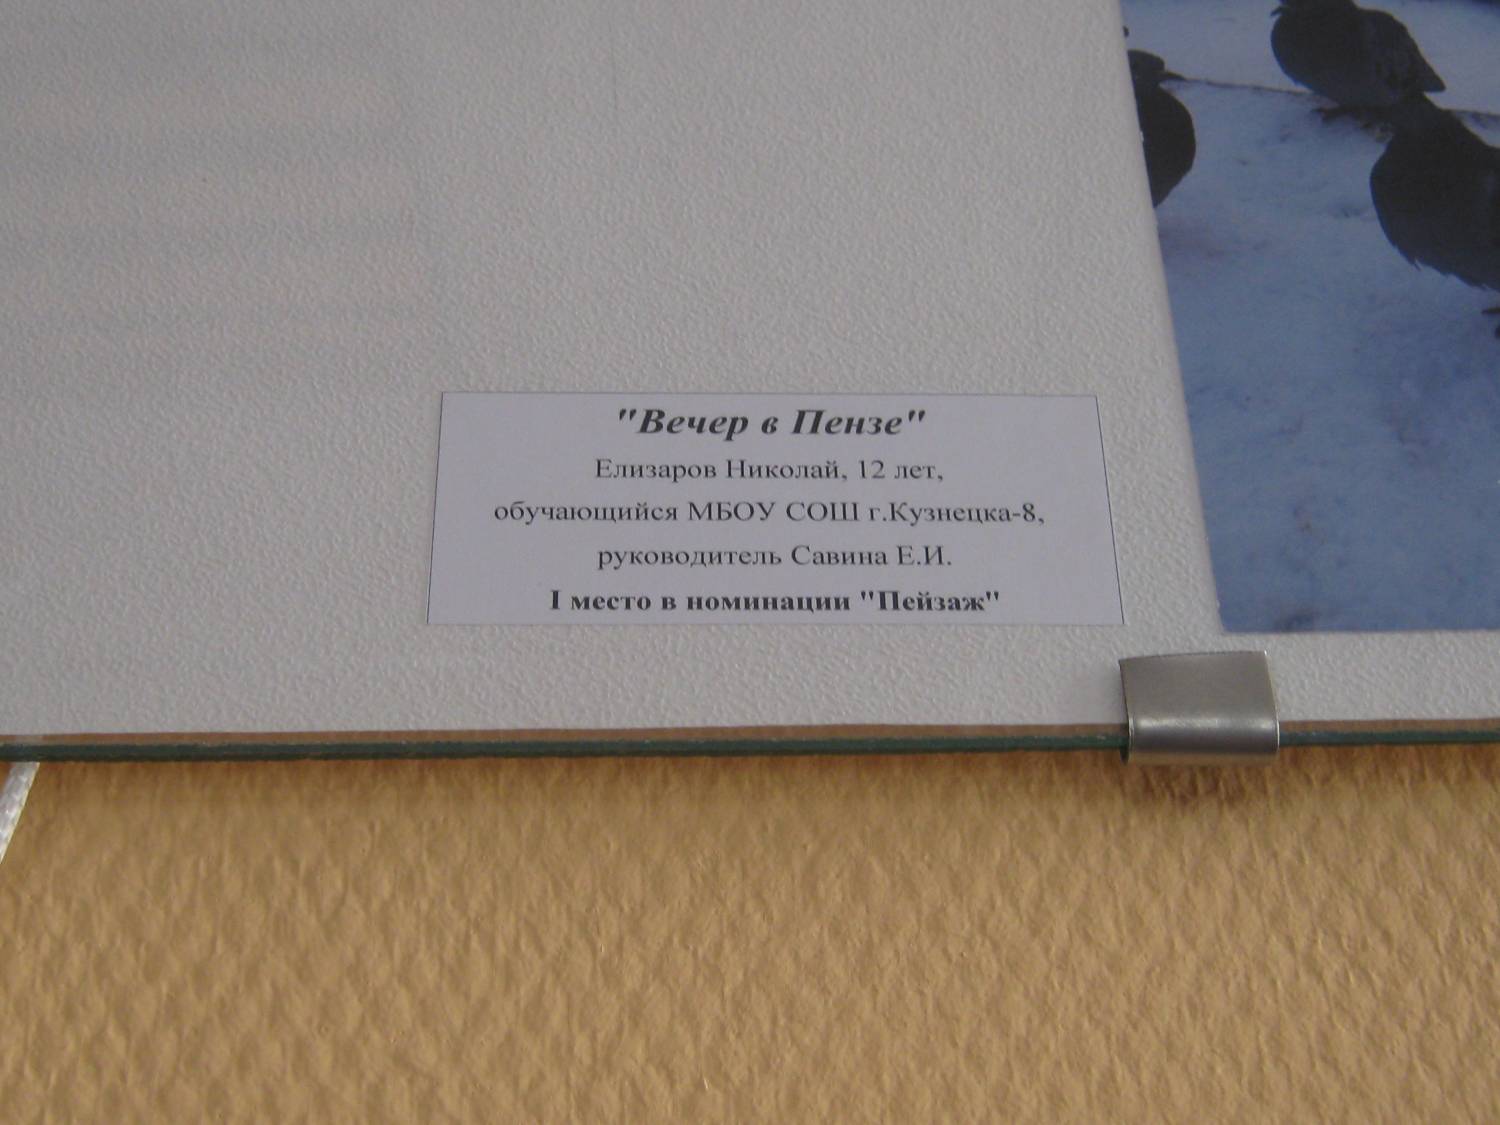 "Вечер в Пензе"
Елизаров Николай, 12 лет,
обучающийся МБОУ СОШ г.Кузнецка-8,
руководитель Савина Е.И.
I место в номинации "Пейзаж"